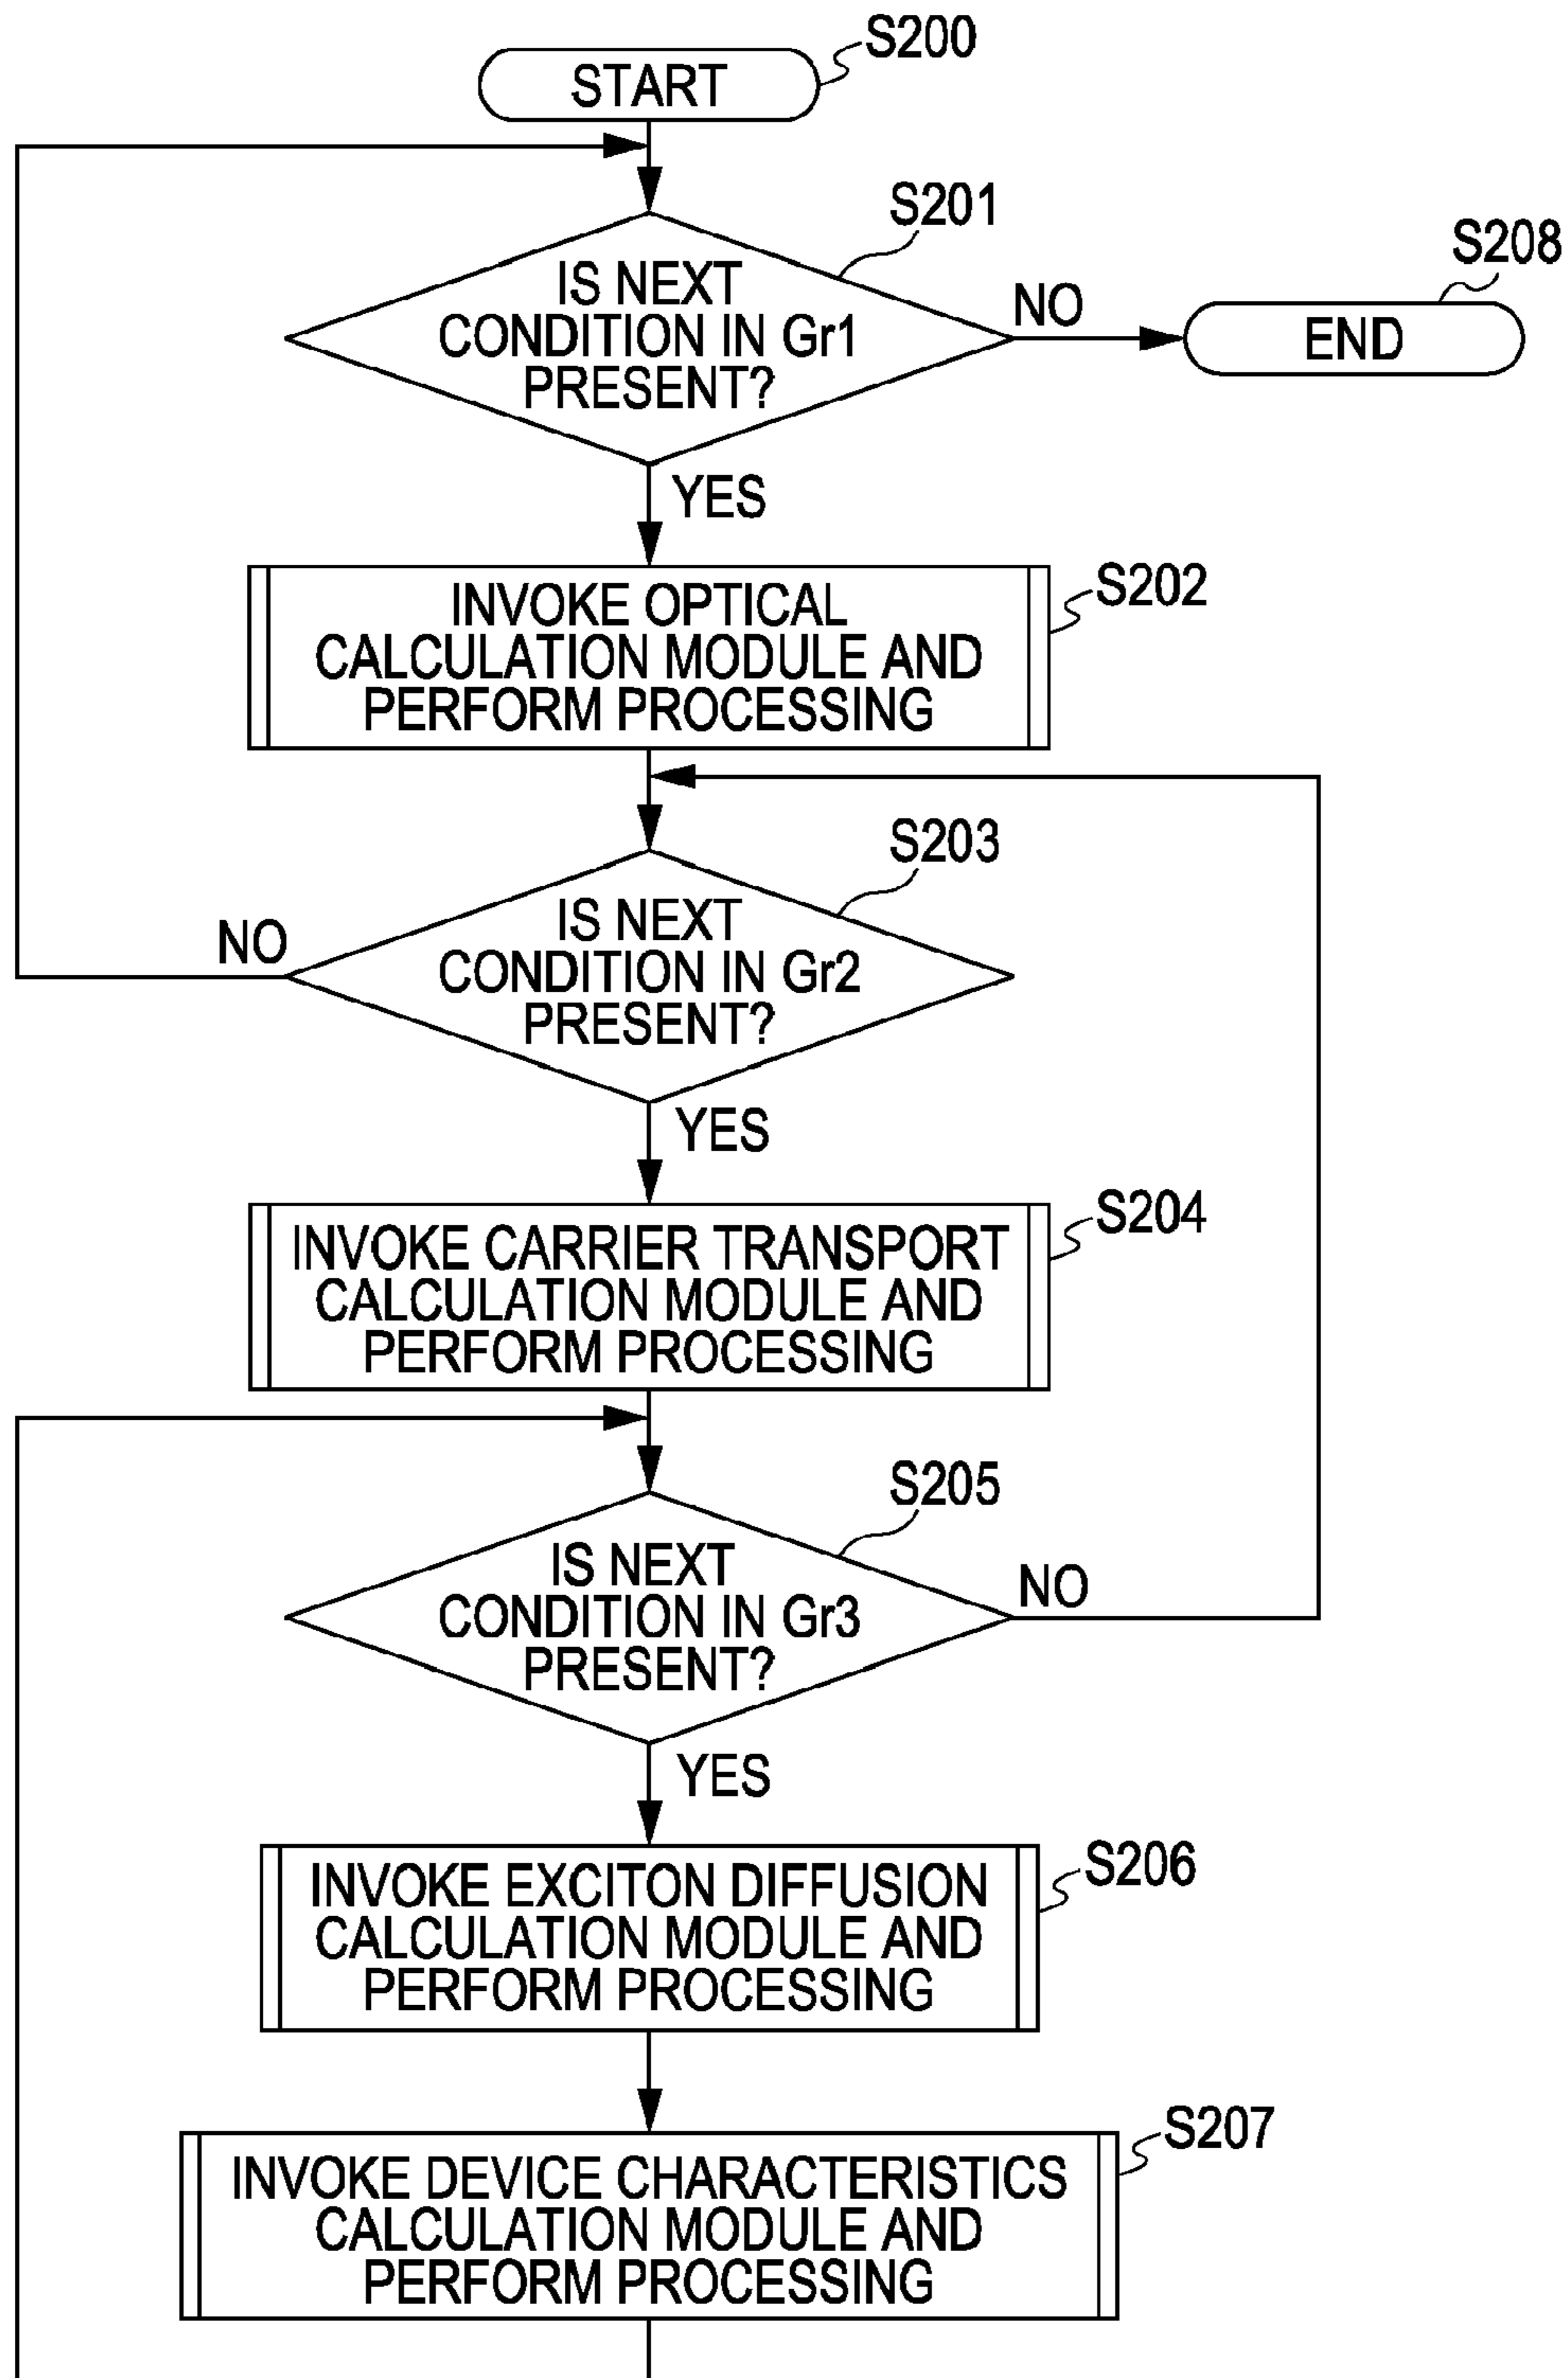 S200
START
S201
IS NEXT
CONDITION IN Gr1
PRESENT?
NO
S208
END
YES
INVOKE OPTICAL
CALCULATION MODULE AND
PERFORM PROCESSING
S202
S203
IS NEXT
CONDITION IN Gr2
PRESENT?
NO
YES
INVOKE CARRIER TRANSPORT
CALCULATION MODULE AND
PERFORM PROCESSING
S204
S205
IS NEXT
CONDITION IN Gr3
PRESENT?
NO
YES
INVOKE EXCITON DIFFUSION
CALCULATION MODULE AND
PERFORM PROCESSING
S206
S207
INVOKE DEVICE CHARACTERISTICS
CALCULATION MODULE AND
PERFORM PROCESSING